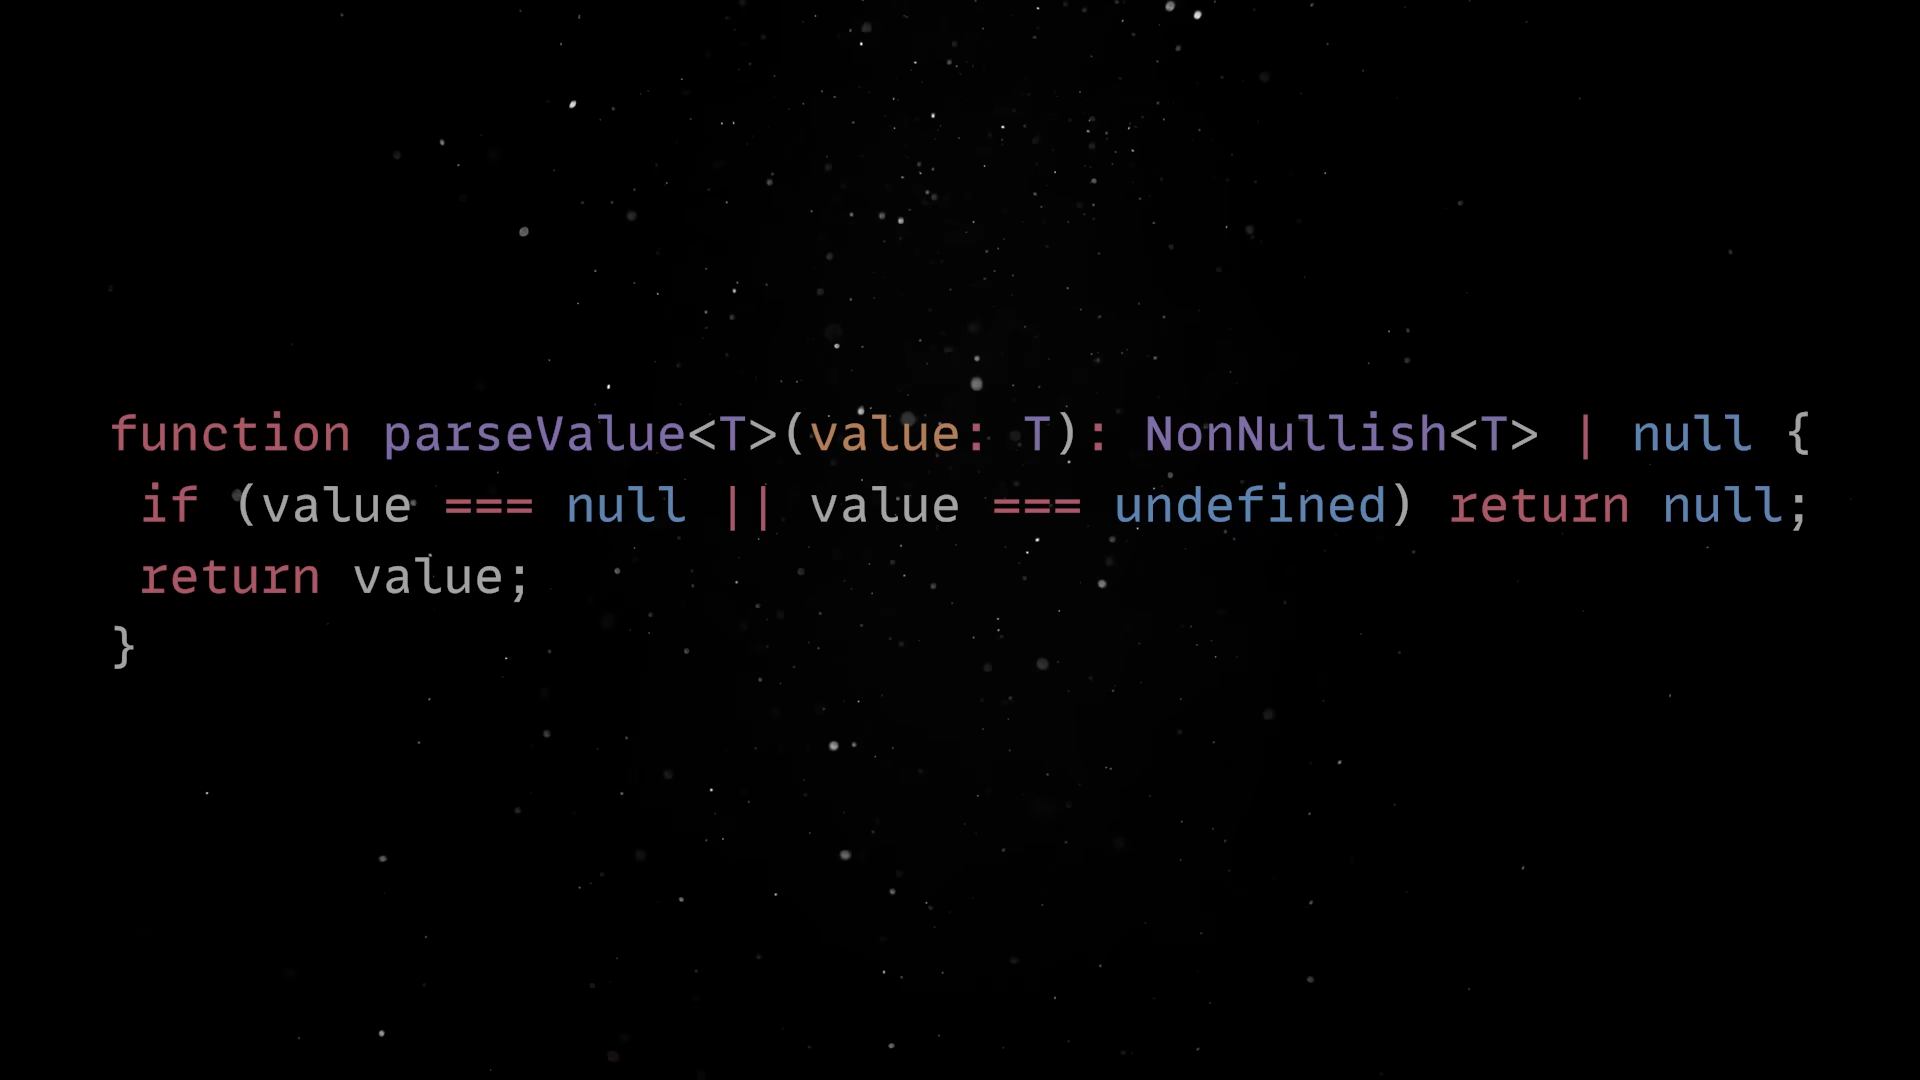 function parseValue<T>(value: T): NonNullish<T> | null {
 if (value === null || value === undefined) return null;
 return value;
}